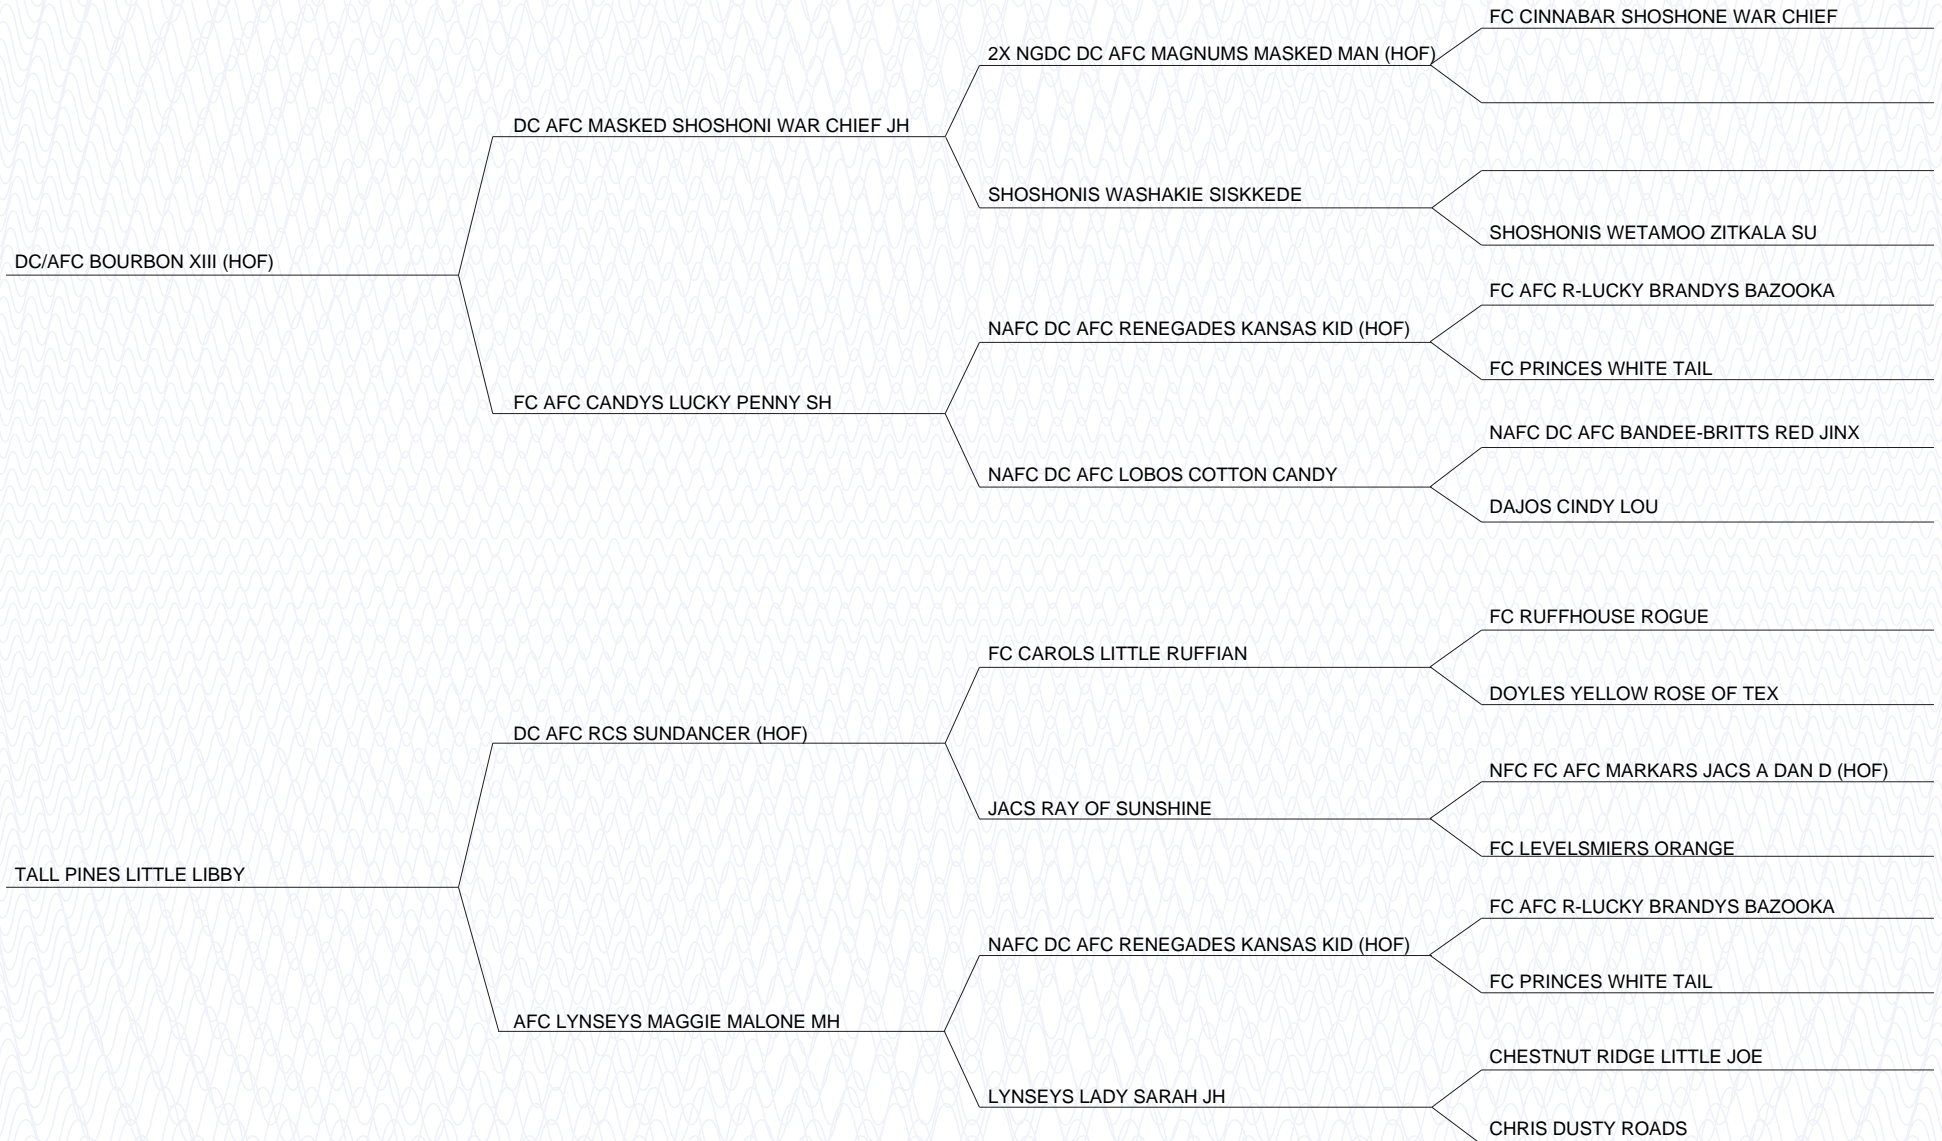 FC CINNABAR SHOSHONE WAR CHIEF
2X NGDC DC AFC MAGNUMS MASKED MAN (HOF)
DC AFC MASKED SHOSHONI WAR CHIEF JH
SHOSHONIS WASHAKIE SISKKEDE
SHOSHONIS WETAMOO ZITKALA SU
DC/AFC BOURBON XIII (HOF)
FC AFC R-LUCKY BRANDYS BAZOOKA
NAFC DC AFC RENEGADES KANSAS KID (HOF)
FC PRINCES WHITE TAIL
FC AFC CANDYS LUCKY PENNY SH
NAFC DC AFC BANDEE-BRITTS RED JINX
NAFC DC AFC LOBOS COTTON CANDY
DAJOS CINDY LOU
FC RUFFHOUSE ROGUE
FC CAROLS LITTLE RUFFIAN
DOYLES YELLOW ROSE OF TEX
DC AFC RCS SUNDANCER (HOF)
NFC FC AFC MARKARS JACS A DAN D (HOF)
JACS RAY OF SUNSHINE
FC LEVELSMIERS ORANGE
TALL PINES LITTLE LIBBY
FC AFC R-LUCKY BRANDYS BAZOOKA
NAFC DC AFC RENEGADES KANSAS KID (HOF)
FC PRINCES WHITE TAIL
AFC LYNSEYS MAGGIE MALONE MH
CHESTNUT RIDGE LITTLE JOE
LYNSEYS LADY SARAH JH
CHRIS DUSTY ROADS